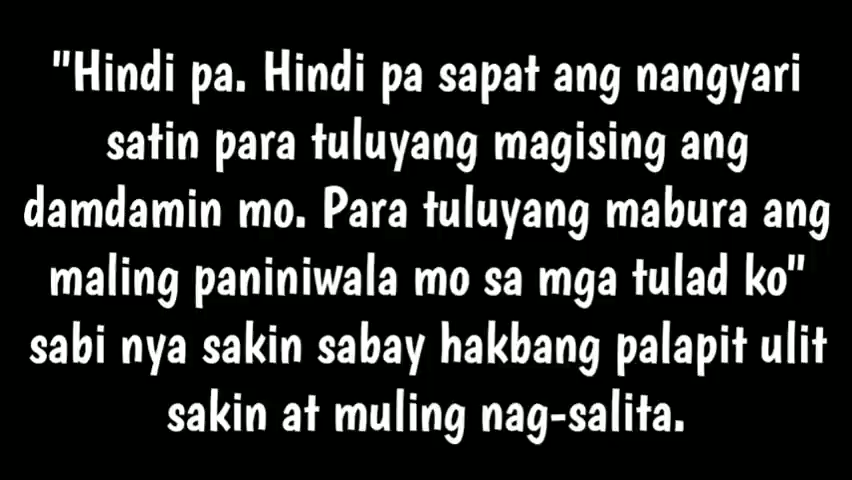 "Hindi pa. Hindi pa sapat ang nangyari
satin para tuluyang magising ang
damdamin mo. Para tuluyang mabura ang
maling paniniwala mo sa mga tulad ko"
sabi nya sakin sabay hakbang palapit ulit
sakin at muling nag-salita.